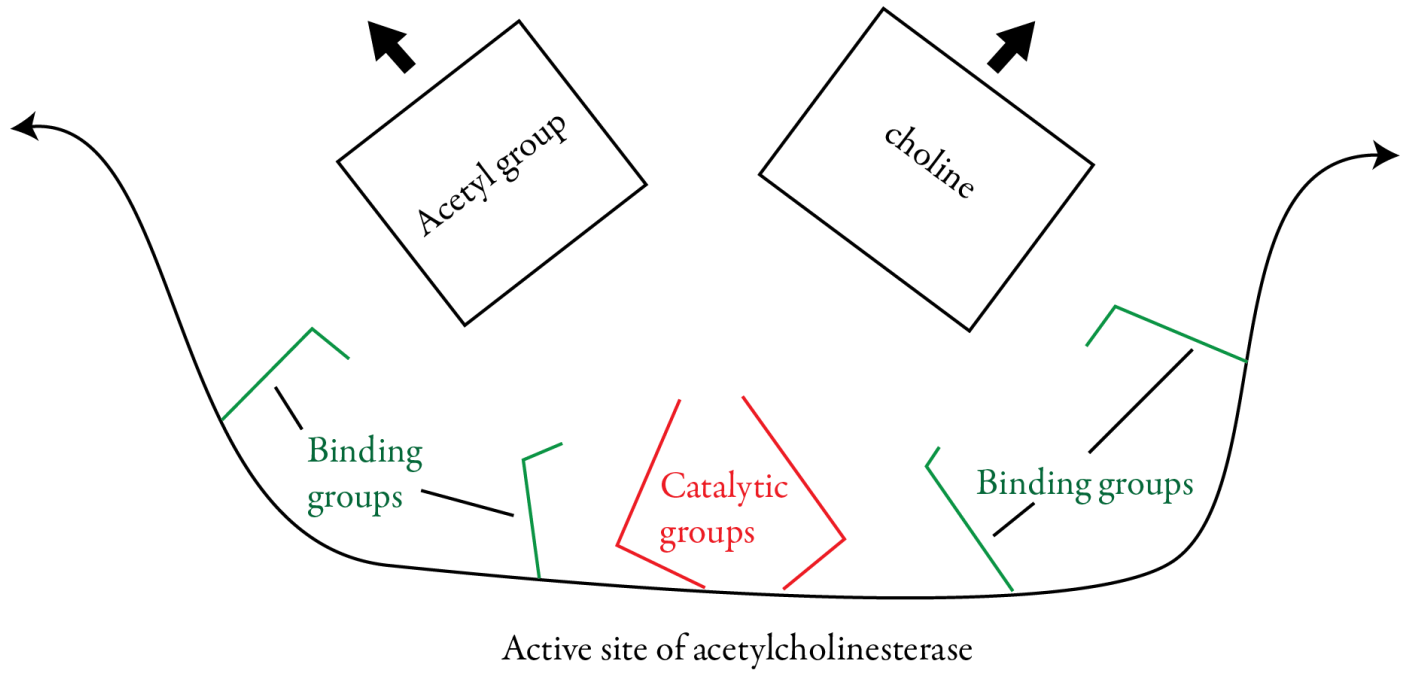 Acetyl group
choline
Binding
groups
Catalytic
groups
Binding groups
Active site of acetylcholinesterase